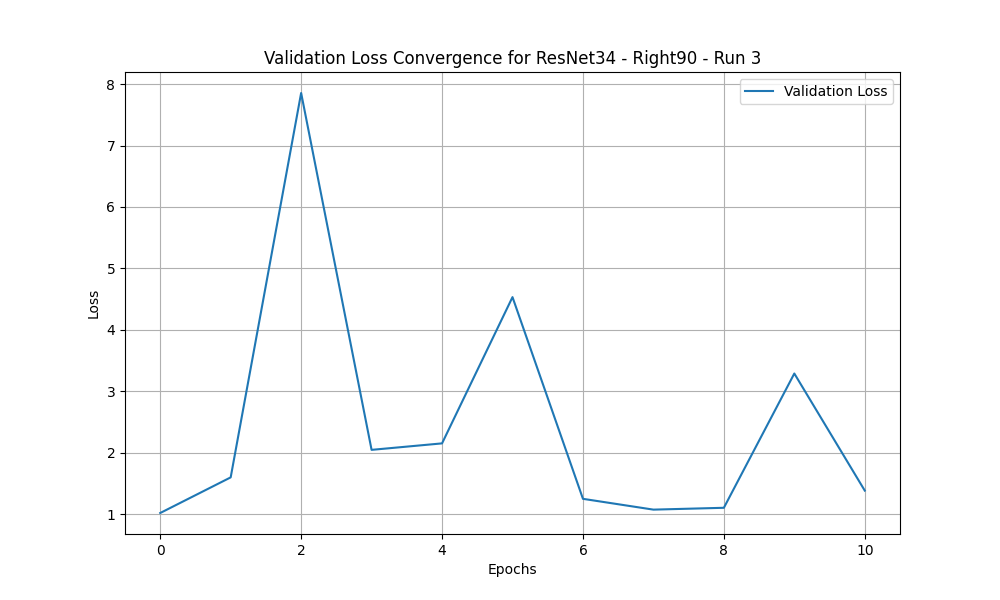 Validation Loss Convergence for ResNet34 - Right90 - Run 3
Validation Loss
8
7
6
5
4
3
2
1
Loss
0 2 4 6 8 10
Epochs